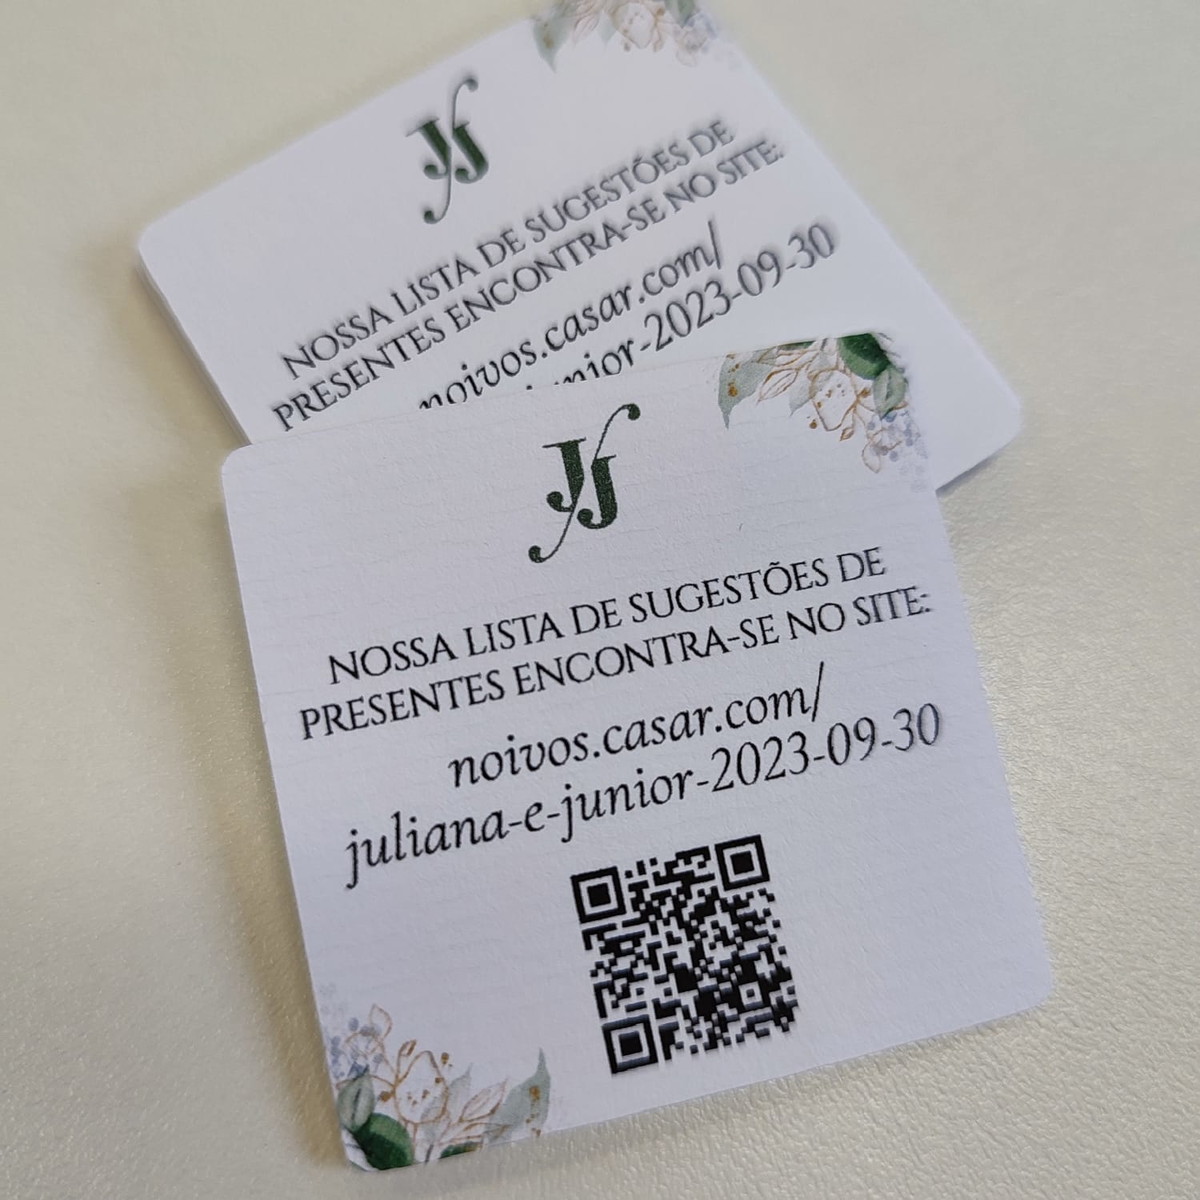 JJ
NOSSA LISTA DE SUGESTÕES DE
PRESENTES ENCONTRA-SE NO SITE:
noivos.casar.com/
junior-2023-09-30
JJ
NOSSA LISTA DE SUGESTÕES DE
PRESENTES ENCONTRA-SE NO SITE:
noivos.casar.com/
juliana-e-junior-2023-09-30